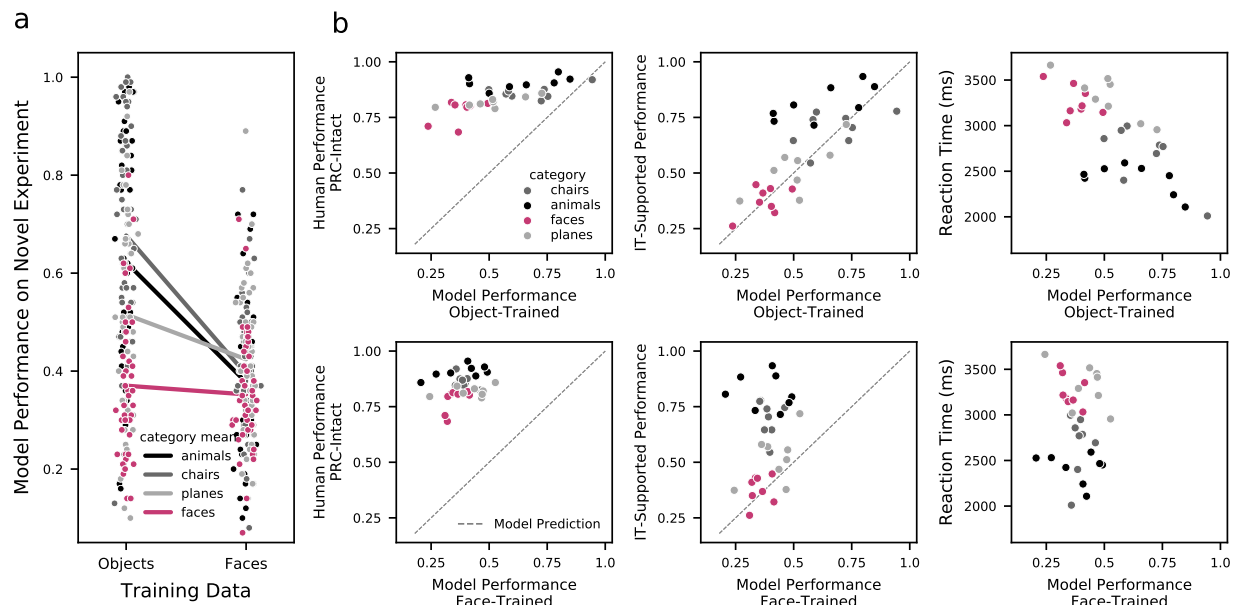 a
b
Model Performance on Novel Experiment
1.0
0.8
0.6
0.4
0.2
category mean
animals
chairs
planes
faces
Objects
Faces
Training Data
Human Performance
PRC-Intact
1.00
0.75
0.50
0.25
category
chairs
animals
faces
planes
0.25
0.5
0.75
1.0
Model Performance
Object-Trained
IT-Supported Performance
1.00
0.75
0.50
0.25
0.25
0.5
0.75
1.0
Model Performance
Object-Trained
Reaction Time (ms)
3500
3000
2500
2000
0.25
0.5
0.75
1.0
Model Performance
Object-Trained
Human Performance
PRC-Intact
1.00
0.75
0.50
0.25
Model Prediction
0.25
0.5
0.75
1.0
Model Performance
Face-Trained
IT-Supported Performance
1.00
0.75
0.50
0.25
0.25
0.5
0.75
1.0
Model Performance
Face-Trained
Reaction Time (ms)
3500
3000
2500
2000
0.25
0.5
0.75
1.0
Model Performance
Face-Trained